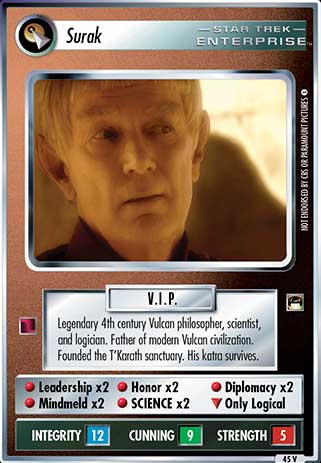 Surak
STAR TREK
ENTERPRISE™
NOT ENDORSED BY CBS OR PARAMOUNT PICTURES
V.I.P.
Legendary 4th century Vulcan philosopher, scientist,
and logician. Father of modern Vulcan civilization.
Founded the T'Karath sanctuary. His katra survives.
Leadership x2 Honor x2 Diplomacy x2
Mindmeld x2 SCIENCE x2 Only Logical
INTEGRITY 12 CUNNING 9 STRENGTH 5
45 V